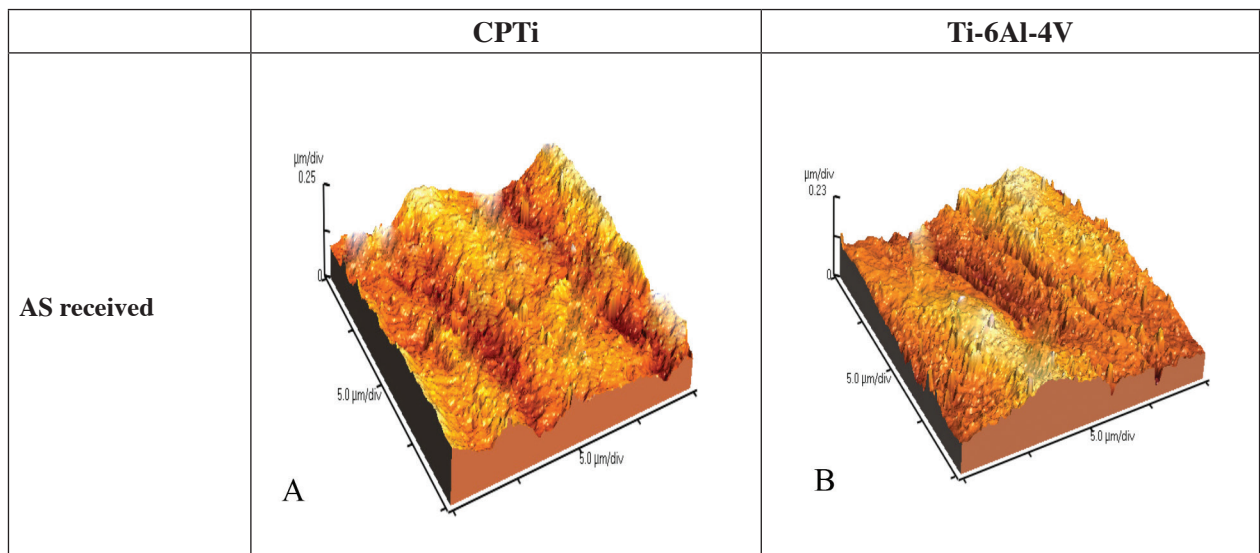 CPTi
Ti-6Al-4V
AS received
µm/div
0.25
0
5.0 µm/div
5.0 µm/div
A
µm/div
0.23
0
5.0 µm/div
5.0 µm/div
B